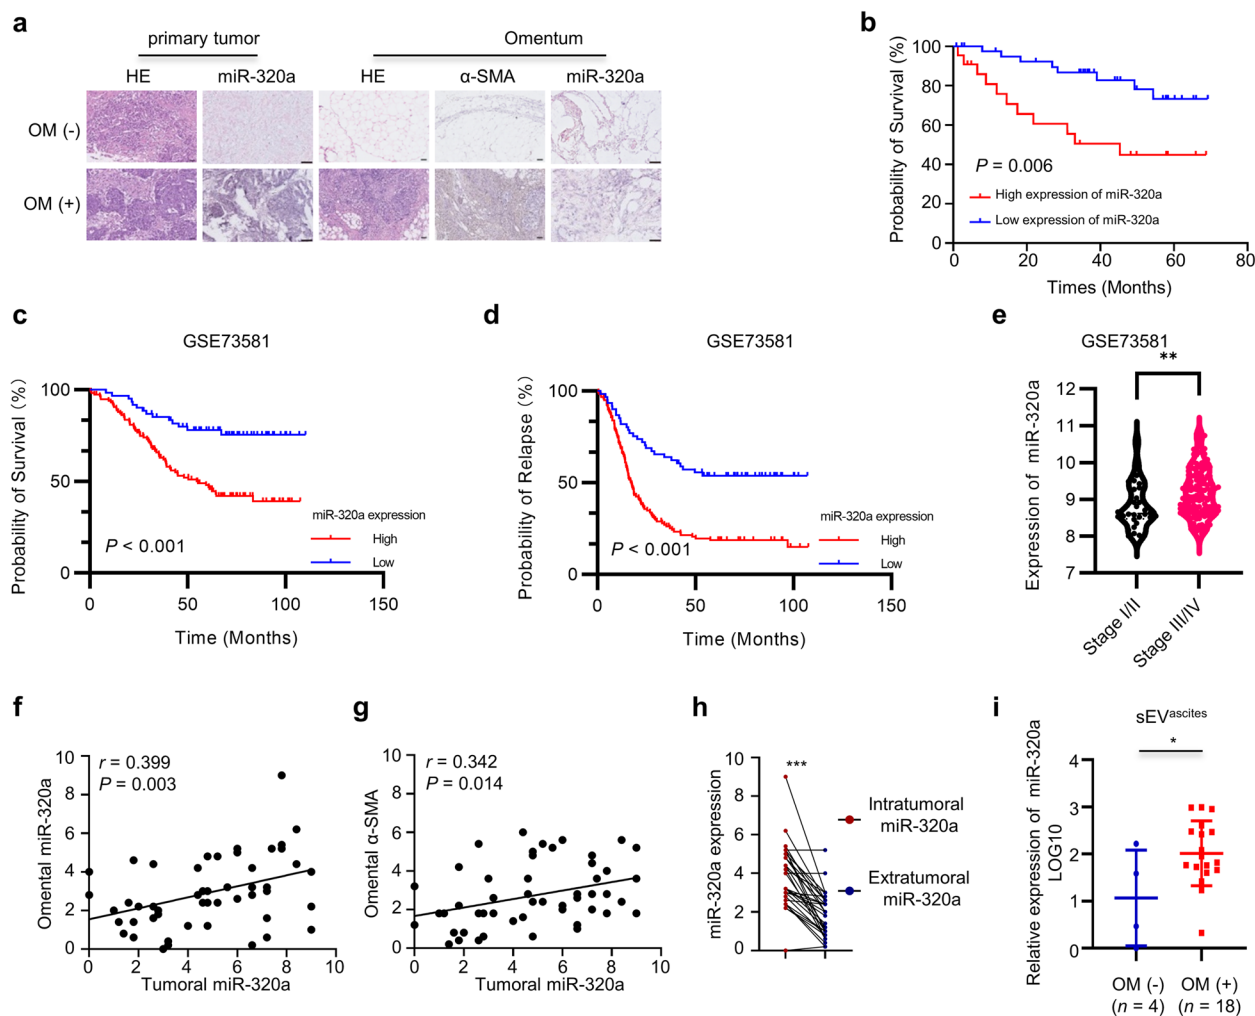 a
primary tumor
Omentum
HE
miR-320a
HE
α-SMA
miR-320a
OM (-)
OM (+)
b
Probability of Survival (%)
100
80
60
40
20
0
P = 0.006
High expression of miR-320a
Low expression of miR-320a
0
20
40
60
80
Times (Months)
c
GSE73581
Probability of Survival (%)
100
50
0
miR-320a expression
High
Low
P < 0.001
0
50
100
150
Time (Months)
d
GSE73581
Probability of Relapse (%)
100
50
0
miR-320a expression
High
Low
P < 0.001
0
50
100
150
Time (Months)
e
GSE73581
**
Expression of miR-320a
12
11
10
9
8
7
Stage I/II
Stage III/IV
f
r = 0.399
P = 0.003
Omental miR-320a
10
8
6
4
2
0
0
2
4
6
8
10
Tumoral miR-320a
g
r = 0.342
P = 0.014
Omental α-SMA
10
8
6
4
2
0
0
2
4
6
8
10
Tumoral miR-320a
h
***
miR-320a expression
10
8
6
4
2
0
Intratumoral
miR-320a
Extratumoral
miR-320a
i
sEVascites
*
Relative expression of miR-320a
LOG10
4
3
2
1
0
OM (-)
(n = 4)
OM (+)
(n = 18)